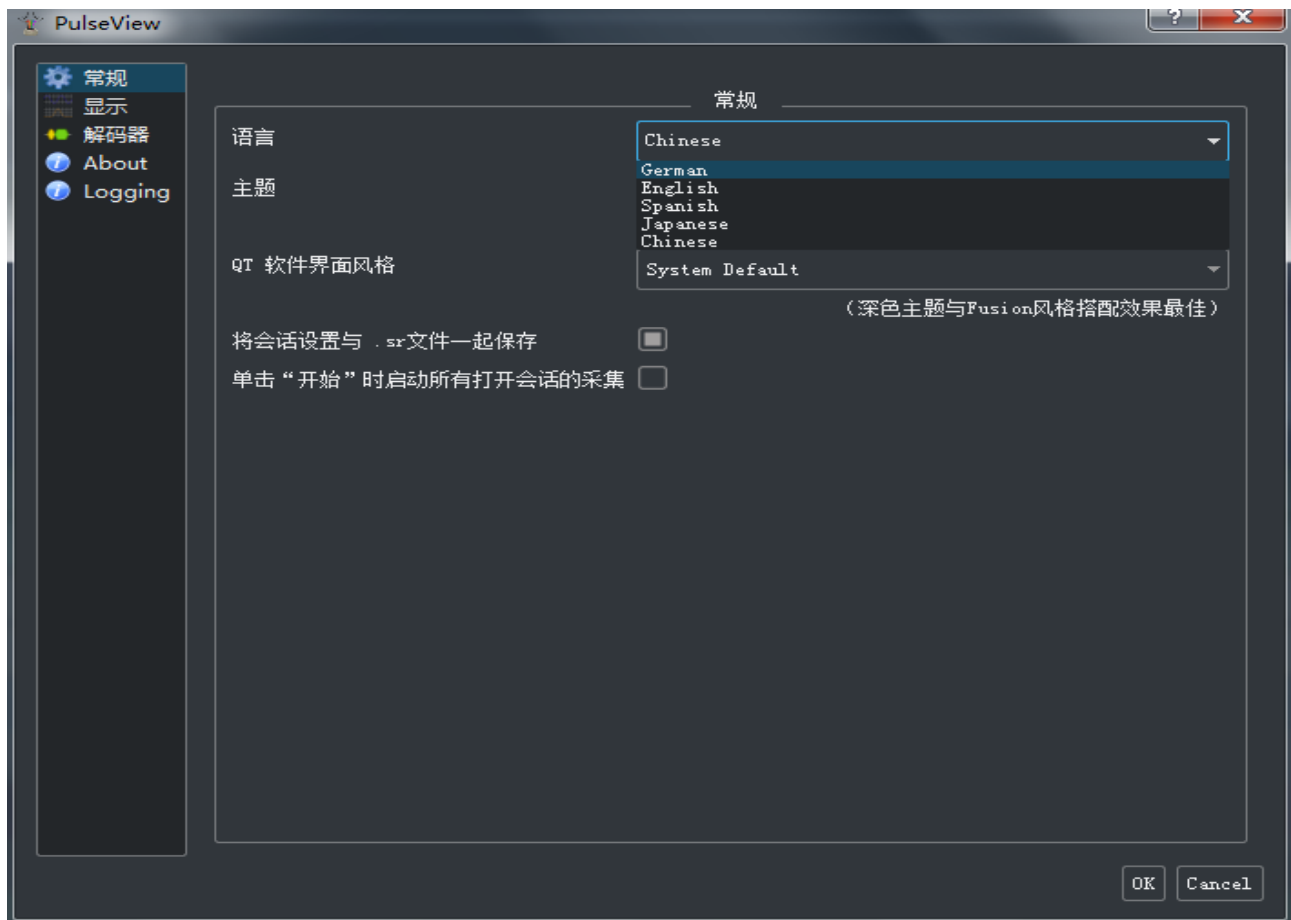 PulseView
?
X
常规
显示
解码器
About
Logging
常规
语言
Chinese
German
English
Spanish
Japanese
Chinese
主题
QT 软件界面风格
System Default
(深色主题与Fusion风格搭配效果最佳)
将会话设置与 .sr文件一起保存
单击“开始”时启动所有打开会话的采集
OK
Cancel